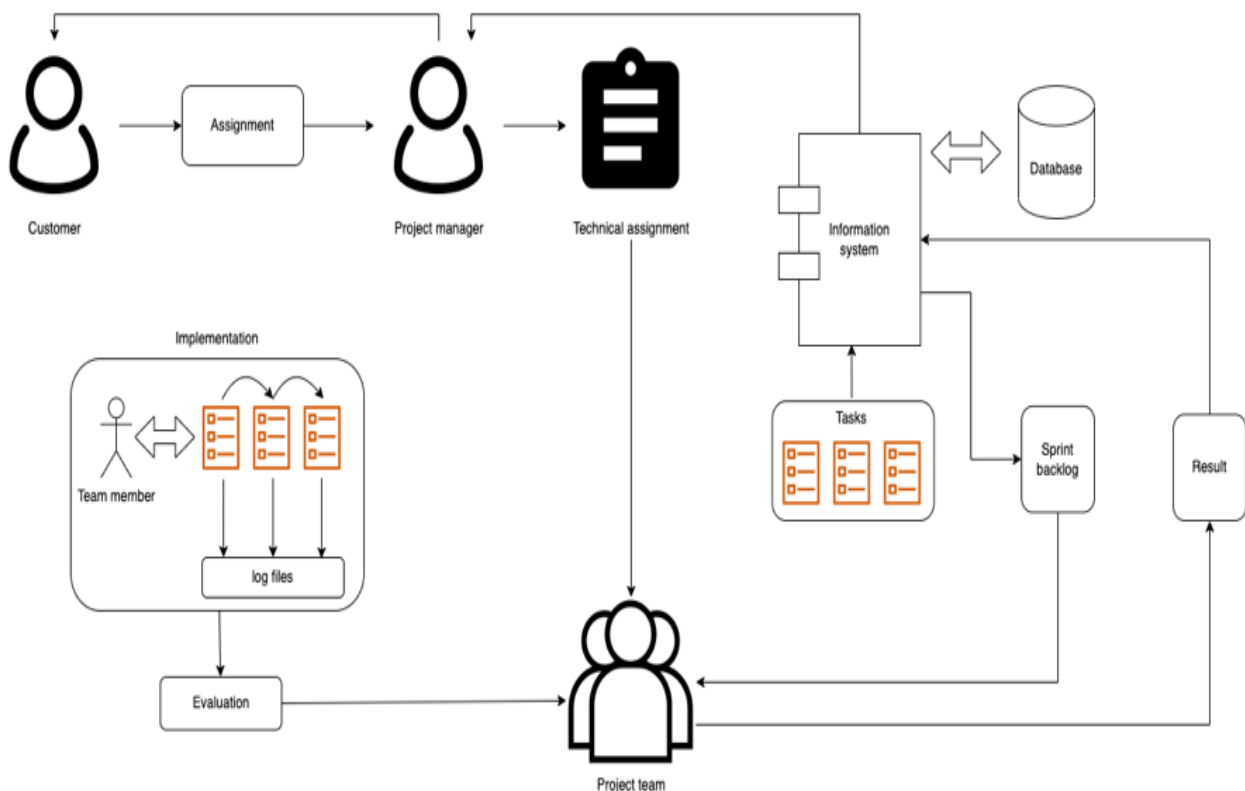 Assignment
Database
Customer
Project manager
Technical assignment
Information
system
Implementation
Tasks
Sprint
backlog
Result
Team member
log files
Evaluation
Project team